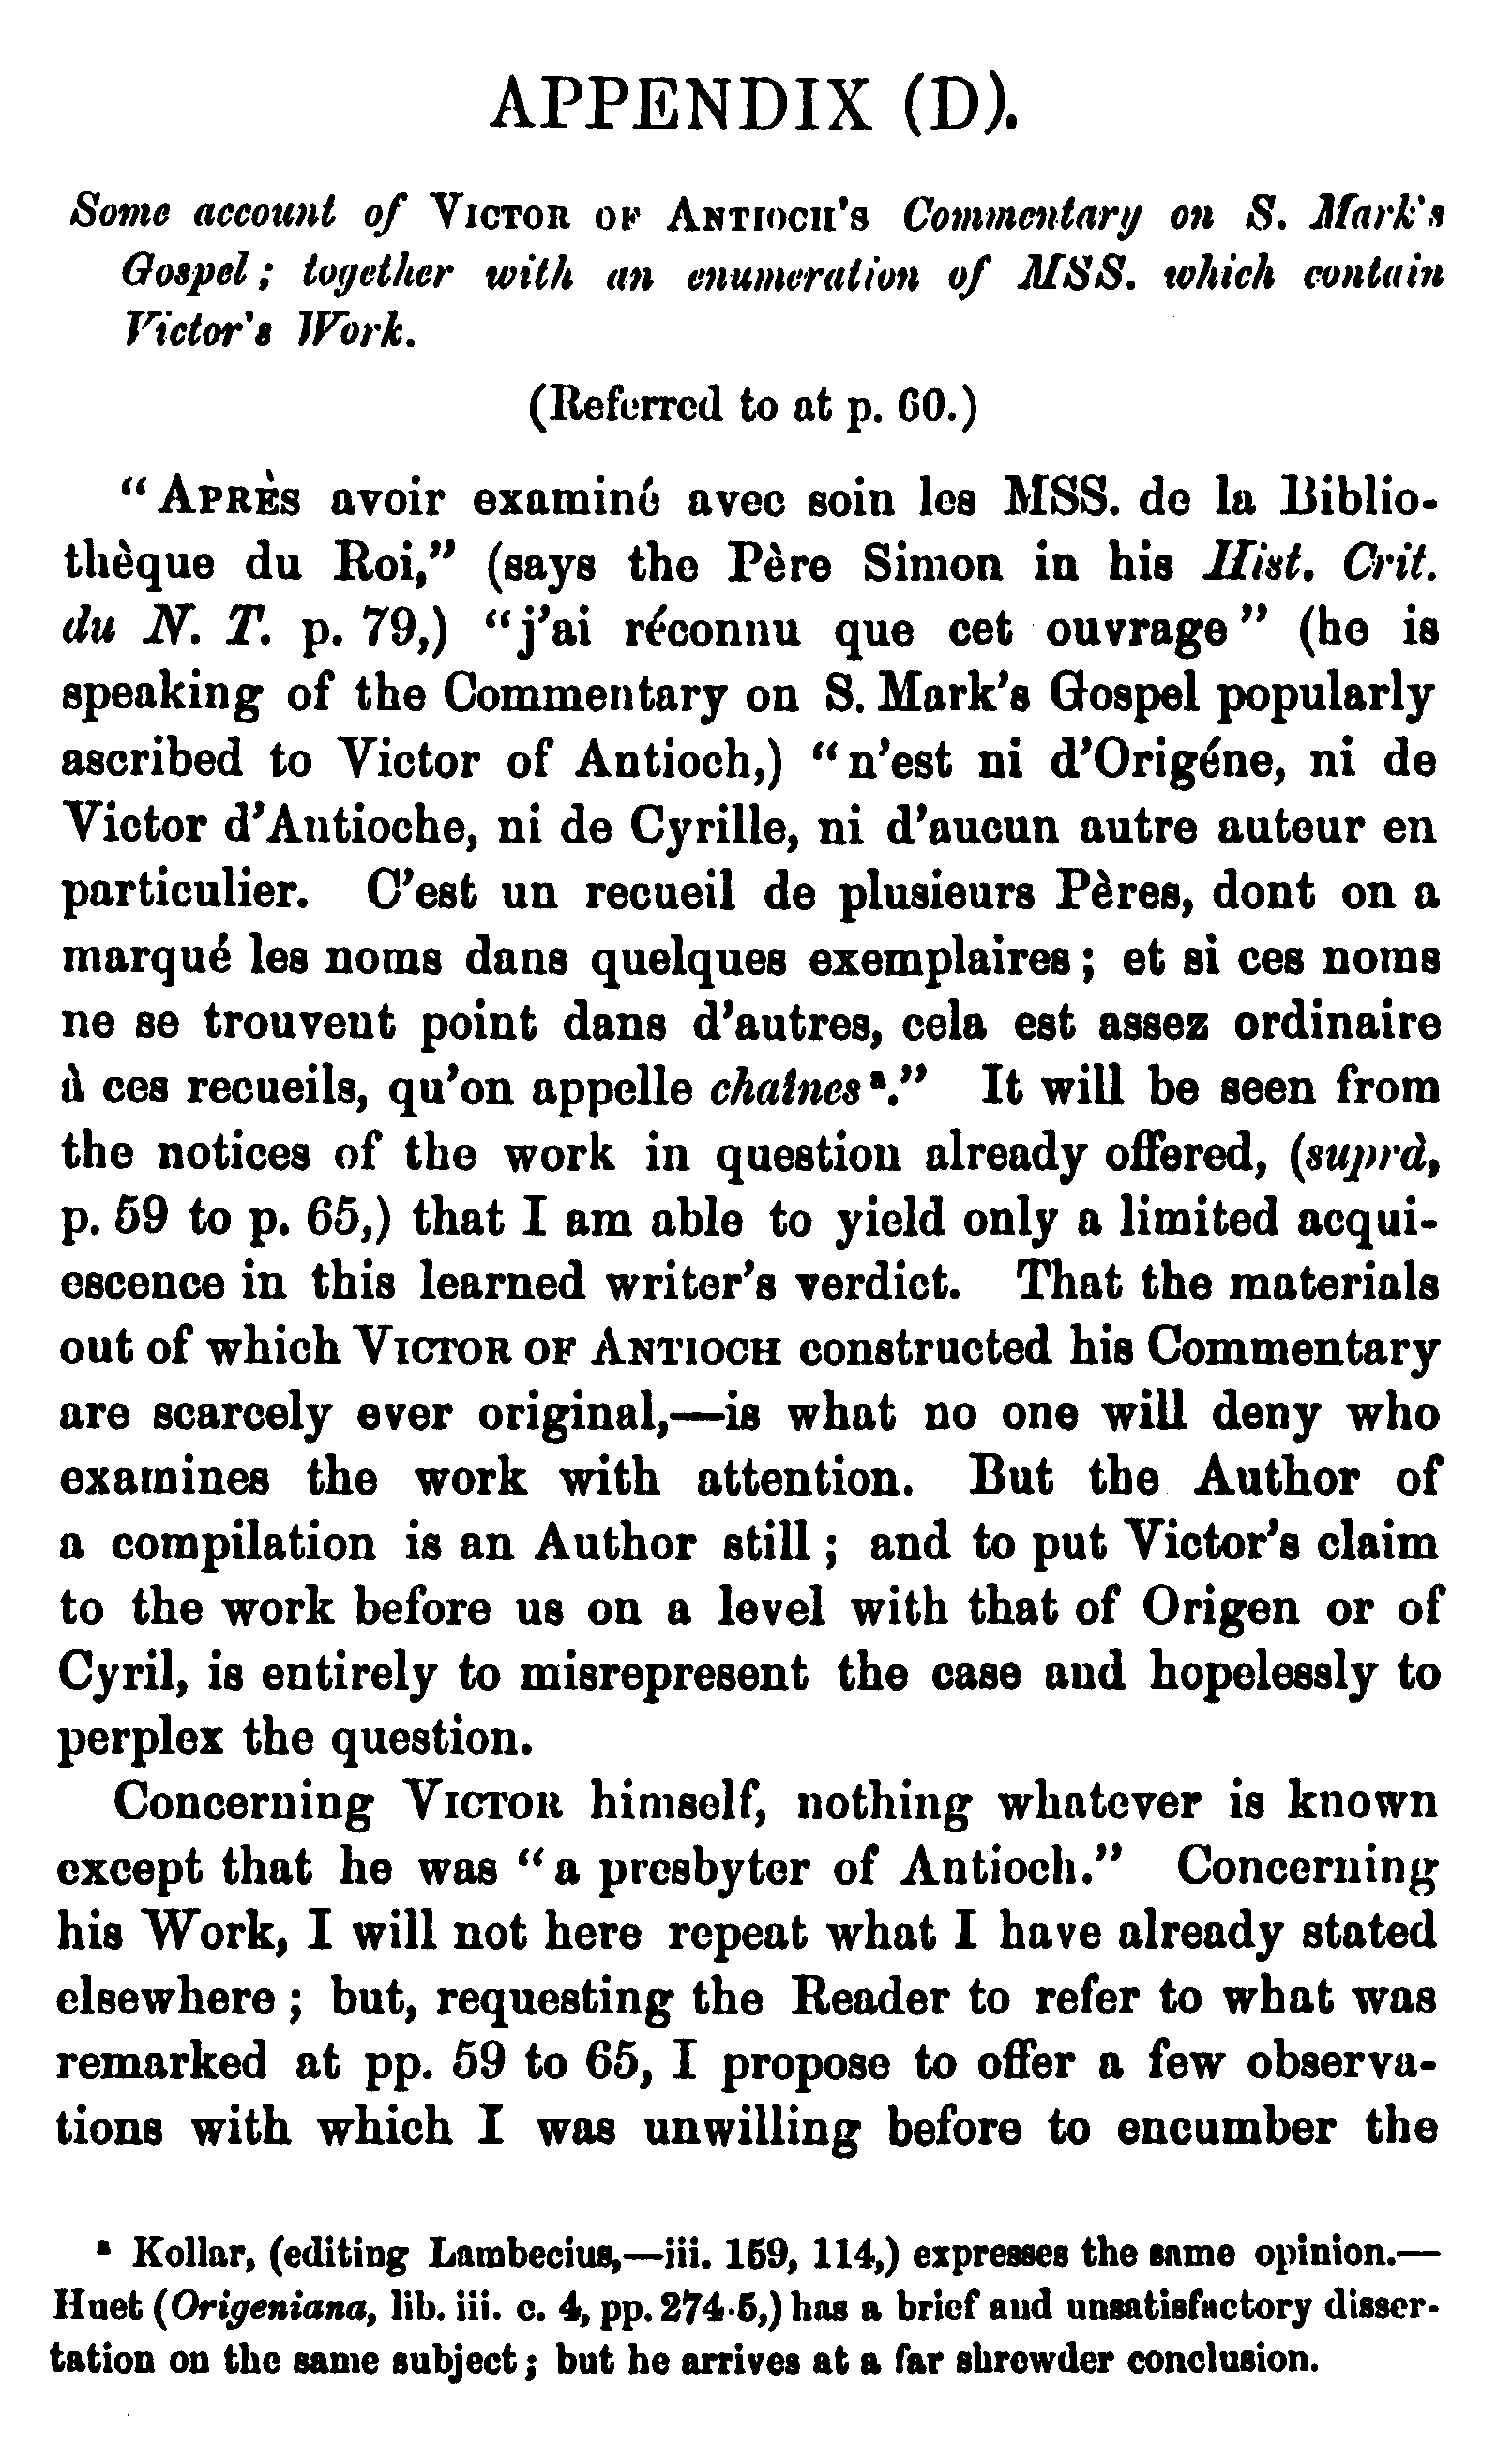 APPENDIX (D).
Some account of VICTOR OF ANTIOCH's Commentary on S. Mark's
Gospel; together with an enumeration of MSS. which contain
Victor's Work.
(Referred to at p. 60.)
“APRÈS avoir examiné avec soin les MSS. de la Biblio-
thèque du Roi,” (says the Père Simon in his Hist. Crit.
du N. T. p. 79,) “j’ai réconnu que cet ouvrage” (he is
speaking of the Commentary on S. Mark’s Gospel popularly
ascribed to Victor of Antioch,) “n’est ni d’Origéne, ni de
Victor d’Antioche, ni de Cyrille, ni d’aucun autre auteur en
particulier. C’est un recueil de plusieurs Pères, dont on a
marqué les noms dans quelques exemplaires; et si ces noms
ne se trouvent point dans d’autres, cela est assez ordinaire
à ces recueils, qu’on appelle chaînes ᵃ.” It will be seen from
the notices of the work in question already offered, (suprà,
p. 59 to p. 65,) that I am able to yield only a limited acqui-
escence in this learned writer’s verdict. That the materials
out of which VICTOR OF ANTIOCH constructed his Commentary
are scarcely ever original,—is what no one will deny who
examines the work with attention. But the Author of
a compilation is an Author still; and to put Victor’s claim
to the work before us on a level with that of Origen or of
Cyril, is entirely to misrepresent the case and hopelessly to
perplex the question.
Concerning VICTOR himself, nothing whatever is known
except that he was “a presbyter of Antioch.” Concerning
his Work, I will not here repeat what I have already stated
elsewhere; but, requesting the Reader to refer to what was
remarked at pp. 59 to 65, I propose to offer a few observa-
tions with which I was unwilling before to encumber the
ᵃ Kollar, (editing Lambecius,—iii. 159, 114,) expresses the same opinion.—
Huet (Origeniana, lib. iii. c. 4, pp. 274-5,) has a brief and unsatisfactory disser-
tation on the same subject; but he arrives at a far shrewder conclusion.